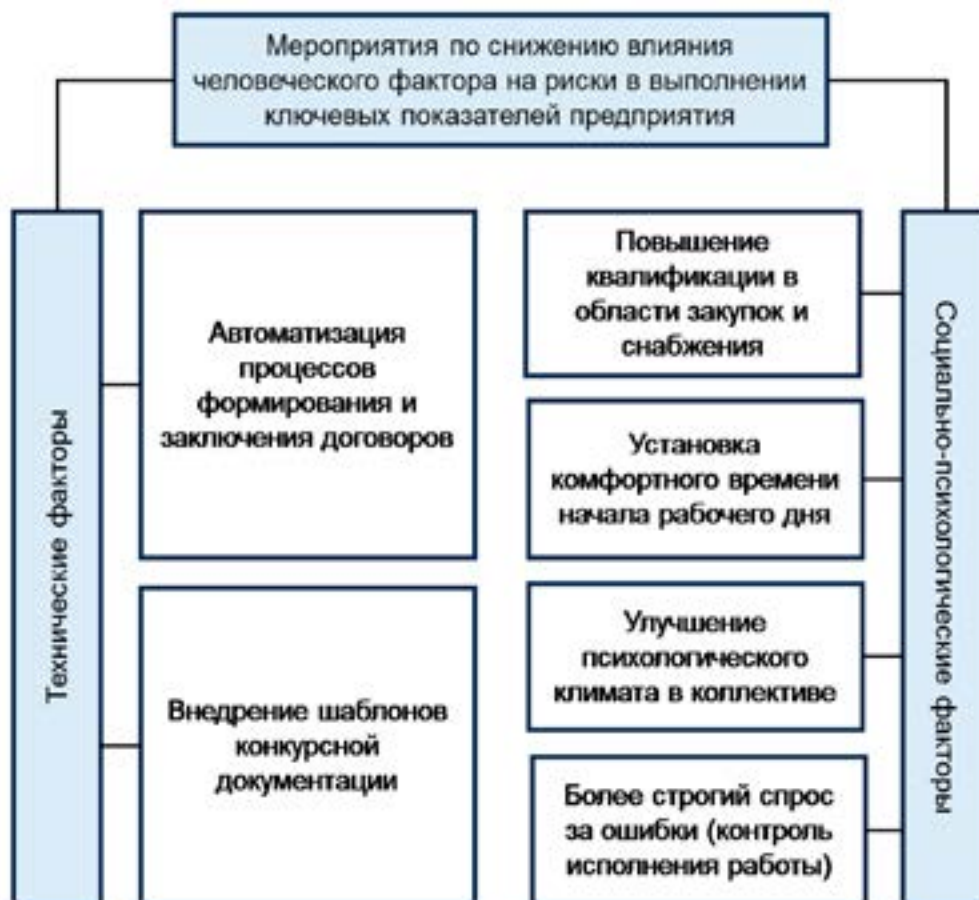 Мероприятия по снижению влияния
человеческого фактора на риски в выполнении
ключевых показателей предприятия
Технические факторы
Автоматизация
процессов
формирования и
заключения договоров
Внедрение шаблонов
конкурсной
документации
Повышение
квалификации в
области закупок и
снабжения
Установка
комфортного времени
начала рабочего дня
Улучшение
психологического
климата в коллективе
Более строгий спрос
за ошибки (контроль
исполнения работы)
Социально-психологические факторы